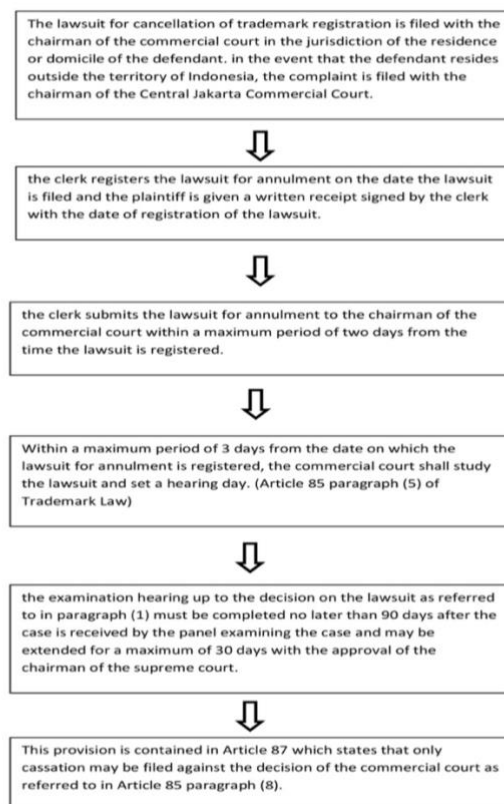 The lawsuit for cancellation of trademark registration is filed with the
chairman of the commercial court in the jurisdiction of the residence
or domicile of the defendant. in the event that the defendant resides
outside the territory of Indonesia, the complaint is filed with the
chairman of the Central Jakarta Commercial Court.
the clerk registers the lawsuit for annulment on the date the lawsuit
is filed and the plaintiff is given a written receipt signed by the clerk
with the date of registration of the lawsuit.
the clerk submits the lawsuit for annulment to the chairman of the
commercial court within a maximum period of two days from the
time the lawsuit is registered.
Within a maximum period of 3 days from the date on which the
lawsuit for annulment is registered, the commercial court shall study
the lawsuit and set a hearing day. (Article 85 paragraph (5) of
Trademark Law)
the examination hearing up to the decision on the lawsuit as referred
to in paragraph (1) must be completed no later than 90 days after the
case is received by the panel examining the case and may be
extended for a maximum of 30 days with the approval of the
chairman of the supreme court.
This provision is contained in Article 87 which states that only
cassation may be filed against the decision of the commercial court as
referred to in Article 85 paragraph (8).